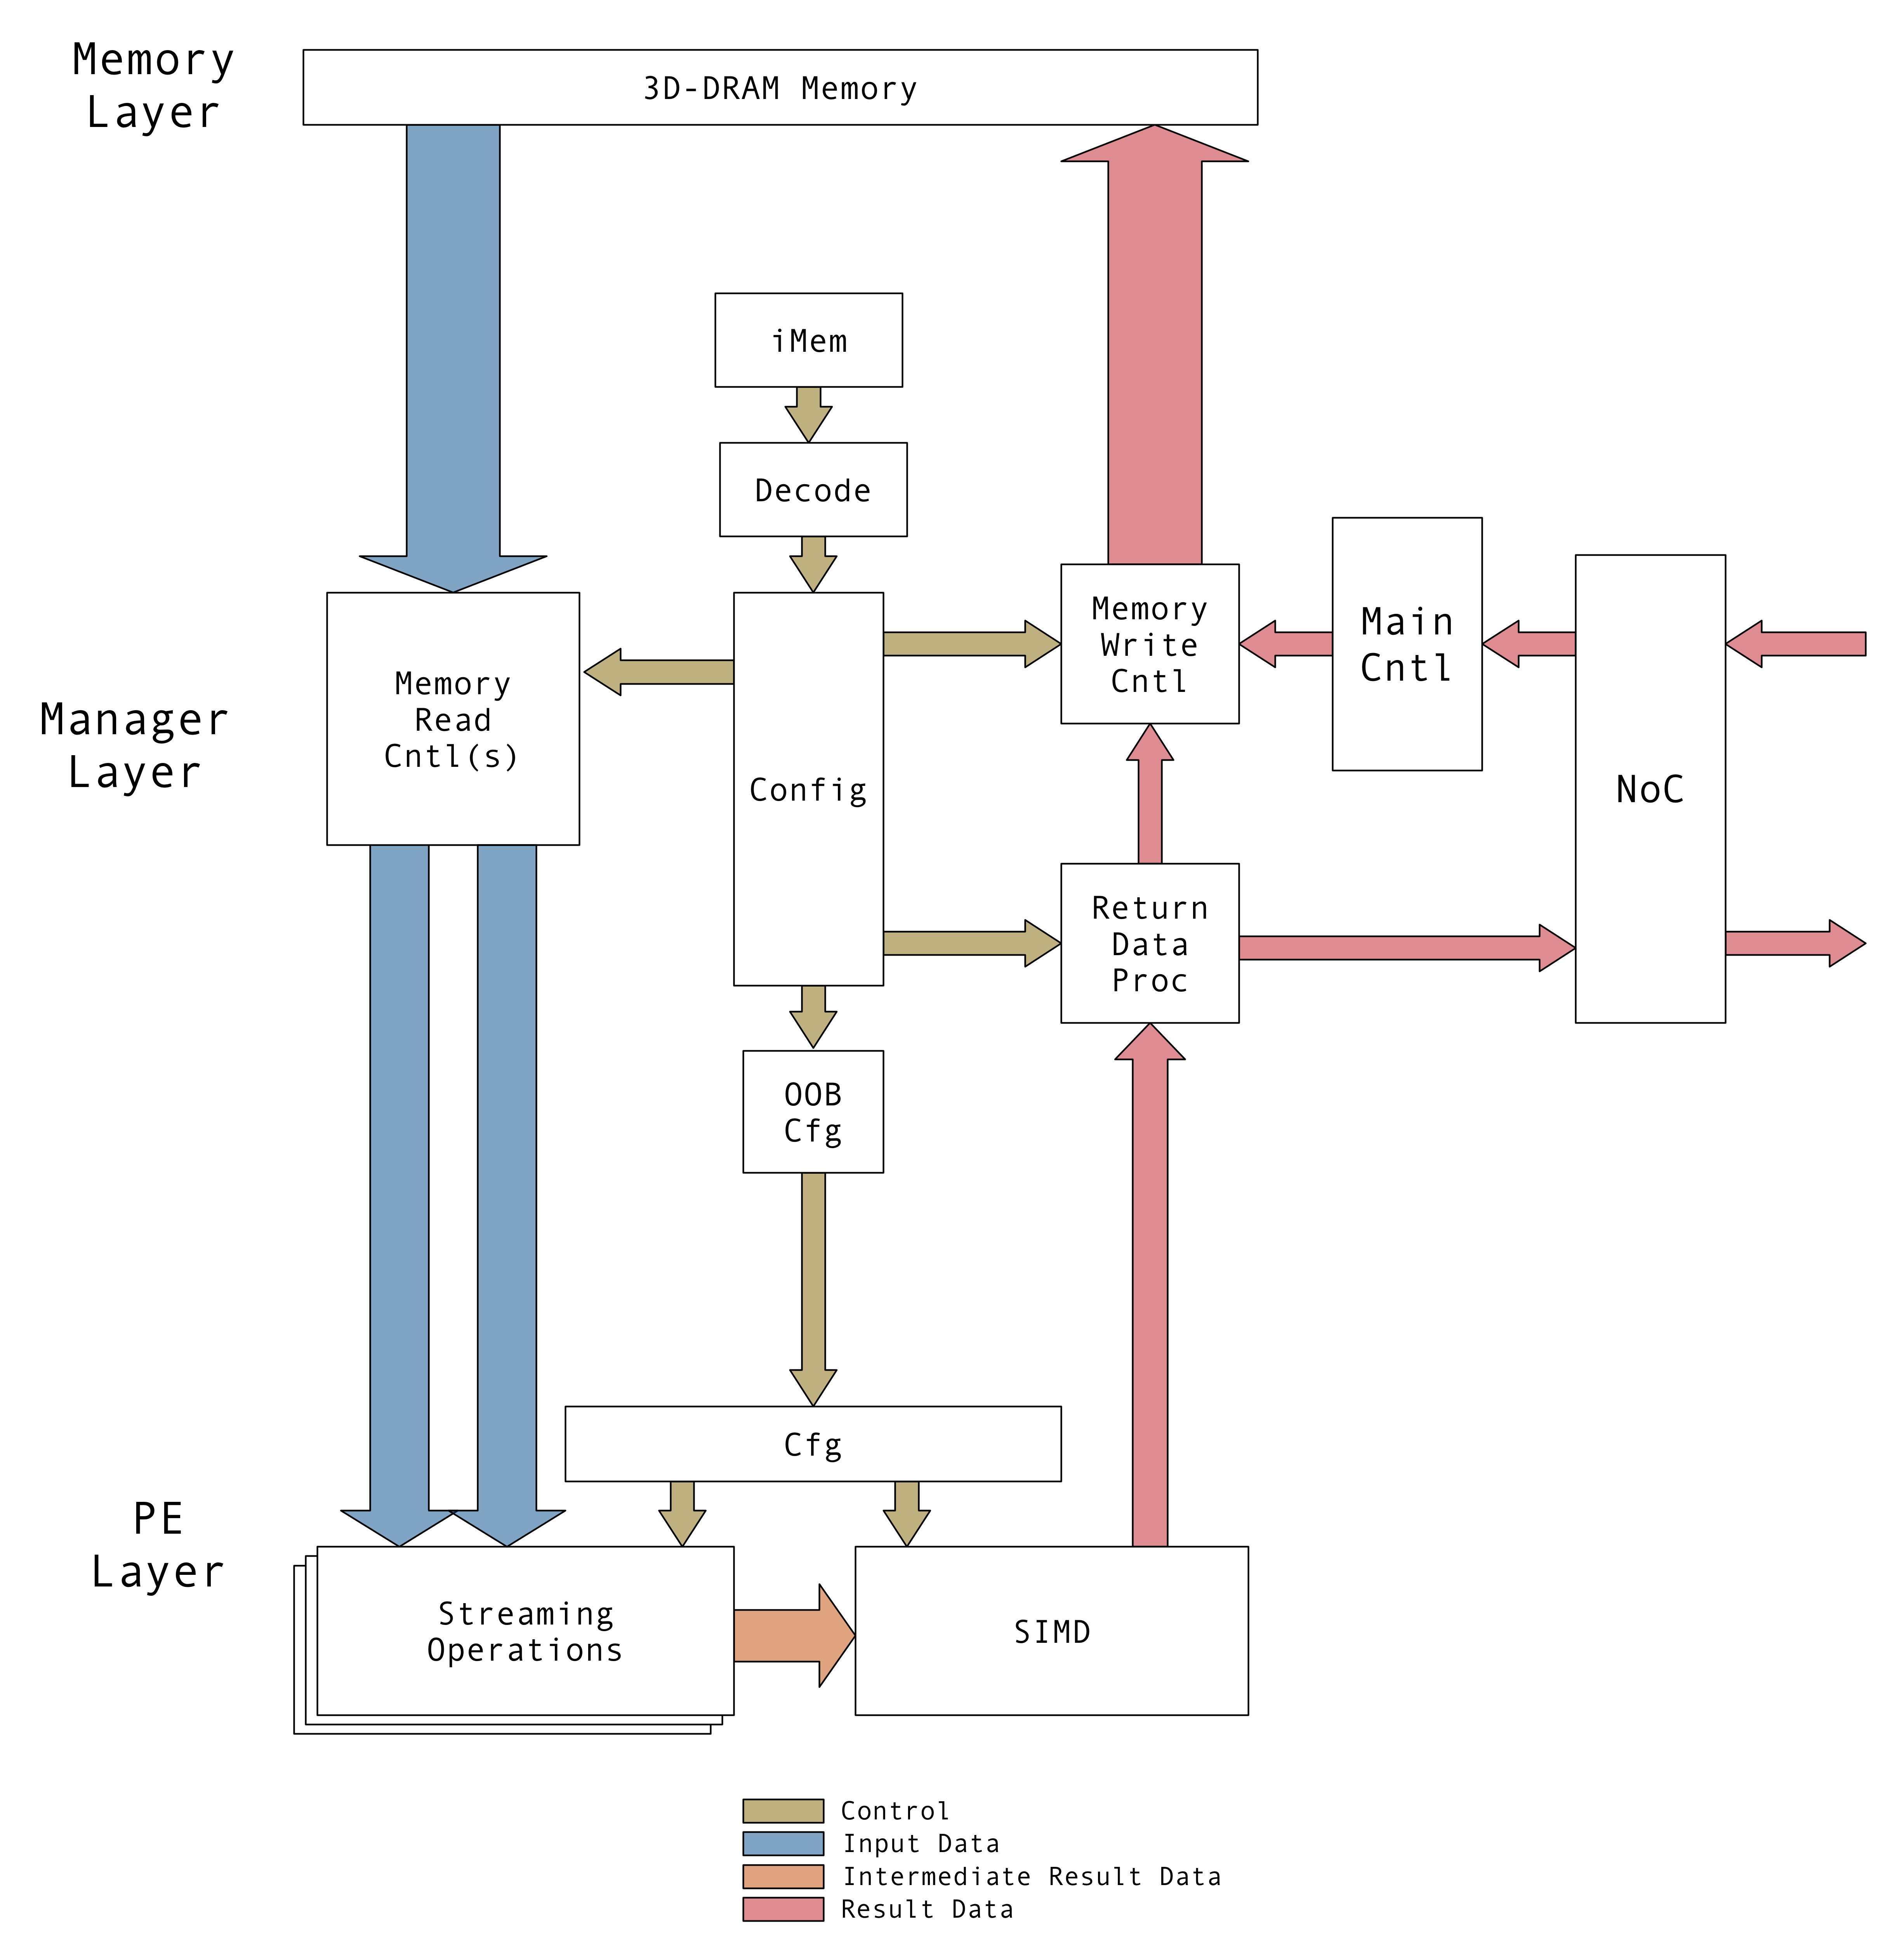 Memory
Layer
3D-DRAM Memory
iMem
Decode
Manager
Layer
Memory
Read
Cntl(s)
Config
Memory
Write
Cntl
Main
Cntl
NoC
Return
Data
Proc
OOB
Cfg
Cfg
PE
Layer
Streaming
Operations
SIMD
Control
Input Data
Intermediate Result Data
Result Data